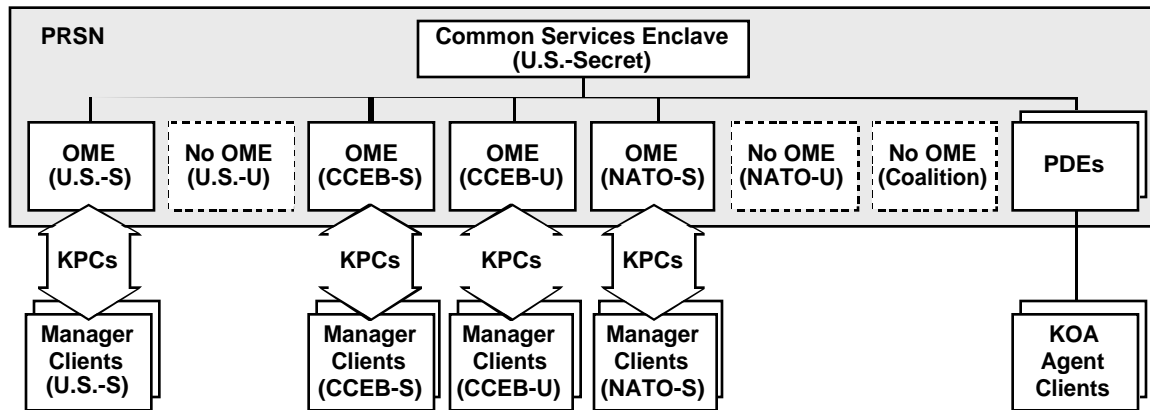 PRSN
Common Services Enclave
(U.S.-Secret)
OME
(U.S.-S)
No OME
(U.S.-U)
OME
(CCEB-S)
OME
(CCEB-U)
OME
(NATO-S)
No OME
(NATO-U)
No OME
(Coalition)
PDEs
KPCs
KPCs
KPCs
KPCs
Manager
Clients
(U.S.-S)
Manager
Clients
(CCEB-S)
Manager
Clients
(CCEB-U)
Manager
Clients
(NATO-S)
KOA
Agent
Clients